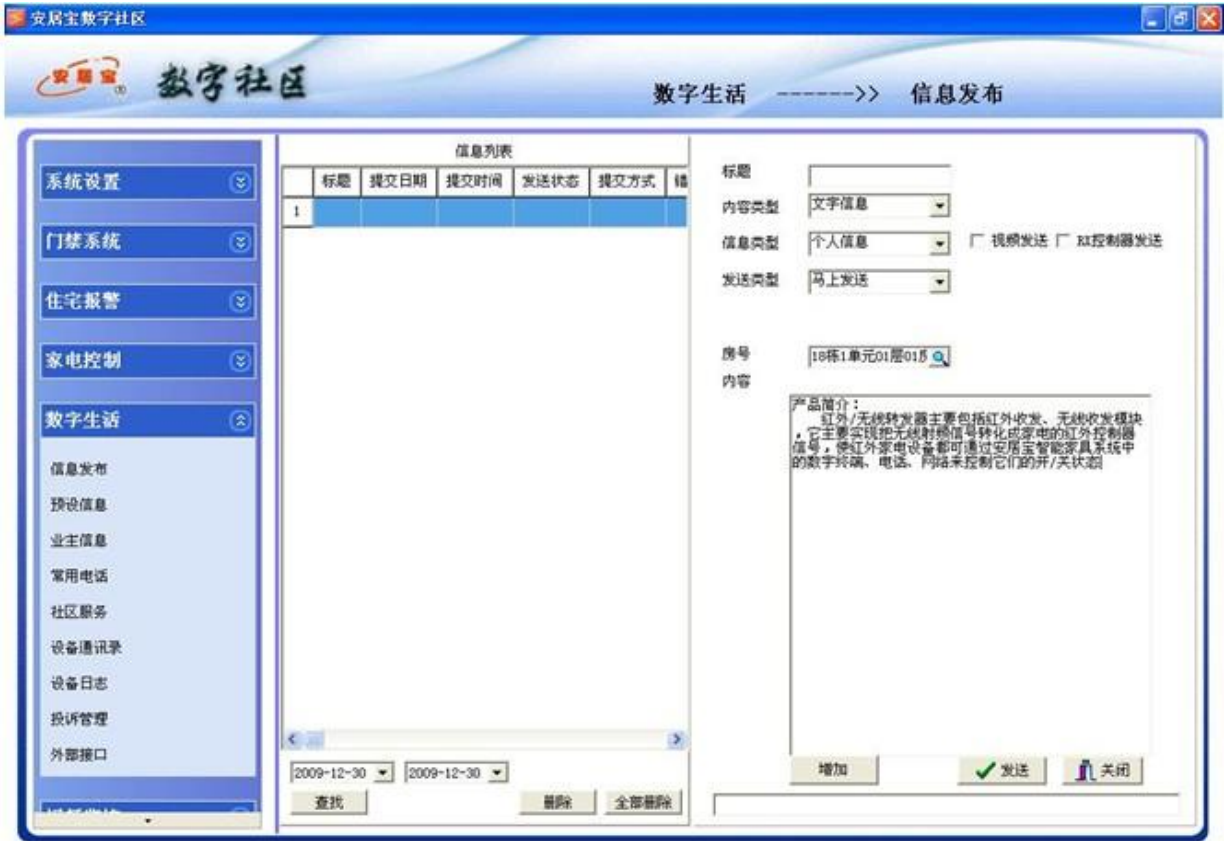 安居宝数字社区
安居宝® 数字社区
数字生活 ------>> 信息发布
系统设置
门禁系统
住宅报警
家电控制
数字生活
信息发布
预设信息
业主信息
常用电话
社区服务
设备通讯录
设备日志
投诉管理
外部接口
信息列表
标题 提交日期 提交时间 发送状态 提交方式 错
1
2009-12-30 2009-12-30
查找 删除 全部删除
标题
内容类型 文字信息
信息类型 个人信息 视频发送 RX控制器发送
发送类型 马上发送
房号 18栋1单元01层01房
内容
产品简介:
红外/无线转发器主要包括红外收发、无线收发模块
,它主要实现把无线射频信号转化成家电的红外控制器
信号,使红外家电设备都可通过安居宝智能家具系统中
的数字终端、电话、网络来控制它们的开/关状态
增加 发送 关闭